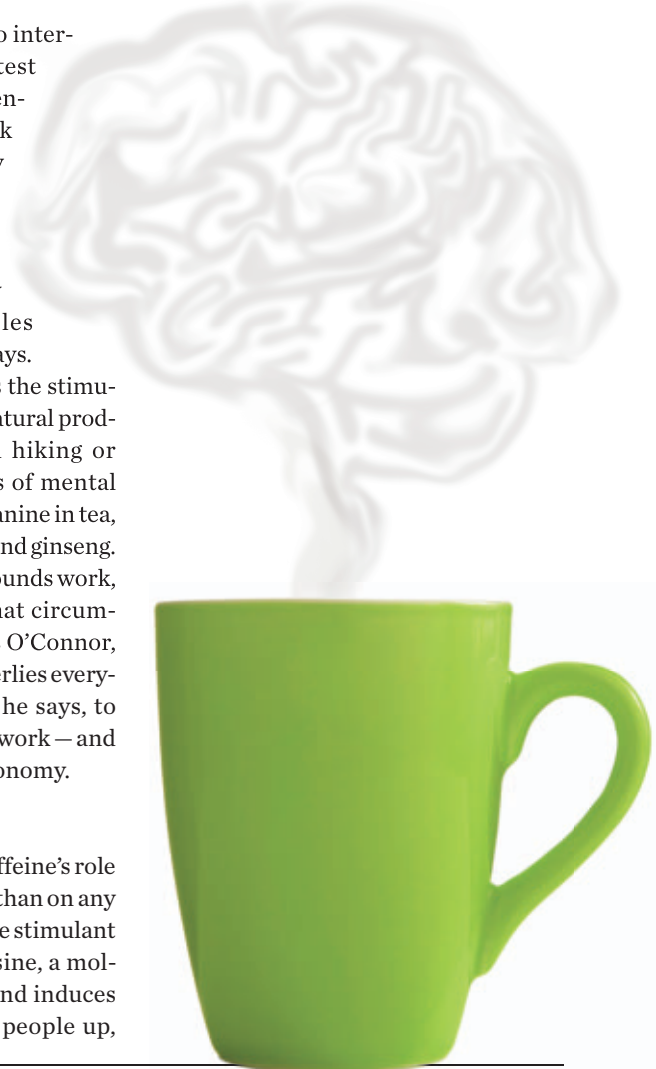 o inter-
test
en-
k
y
les
ays.
s the stimu-
atural prod-
hiking or
s of mental
anine in tea,
nd ginseng.
ounds work,
hat circum-
O’Connor,
erlies every-
he says, to
work — and
onomy.
ffeine’s role
than on any
e stimulant
sine, a mol-
nd induces
people up,